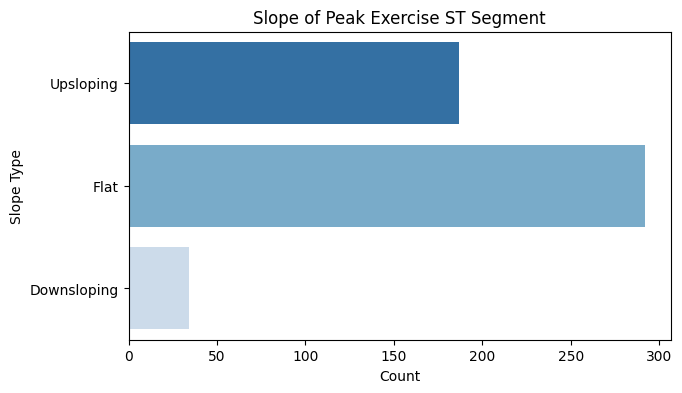 Slope of Peak Exercise ST Segment
Slope Type
Upsloping
Flat
Downsloping
0 50 100 150 200 250 300
Count